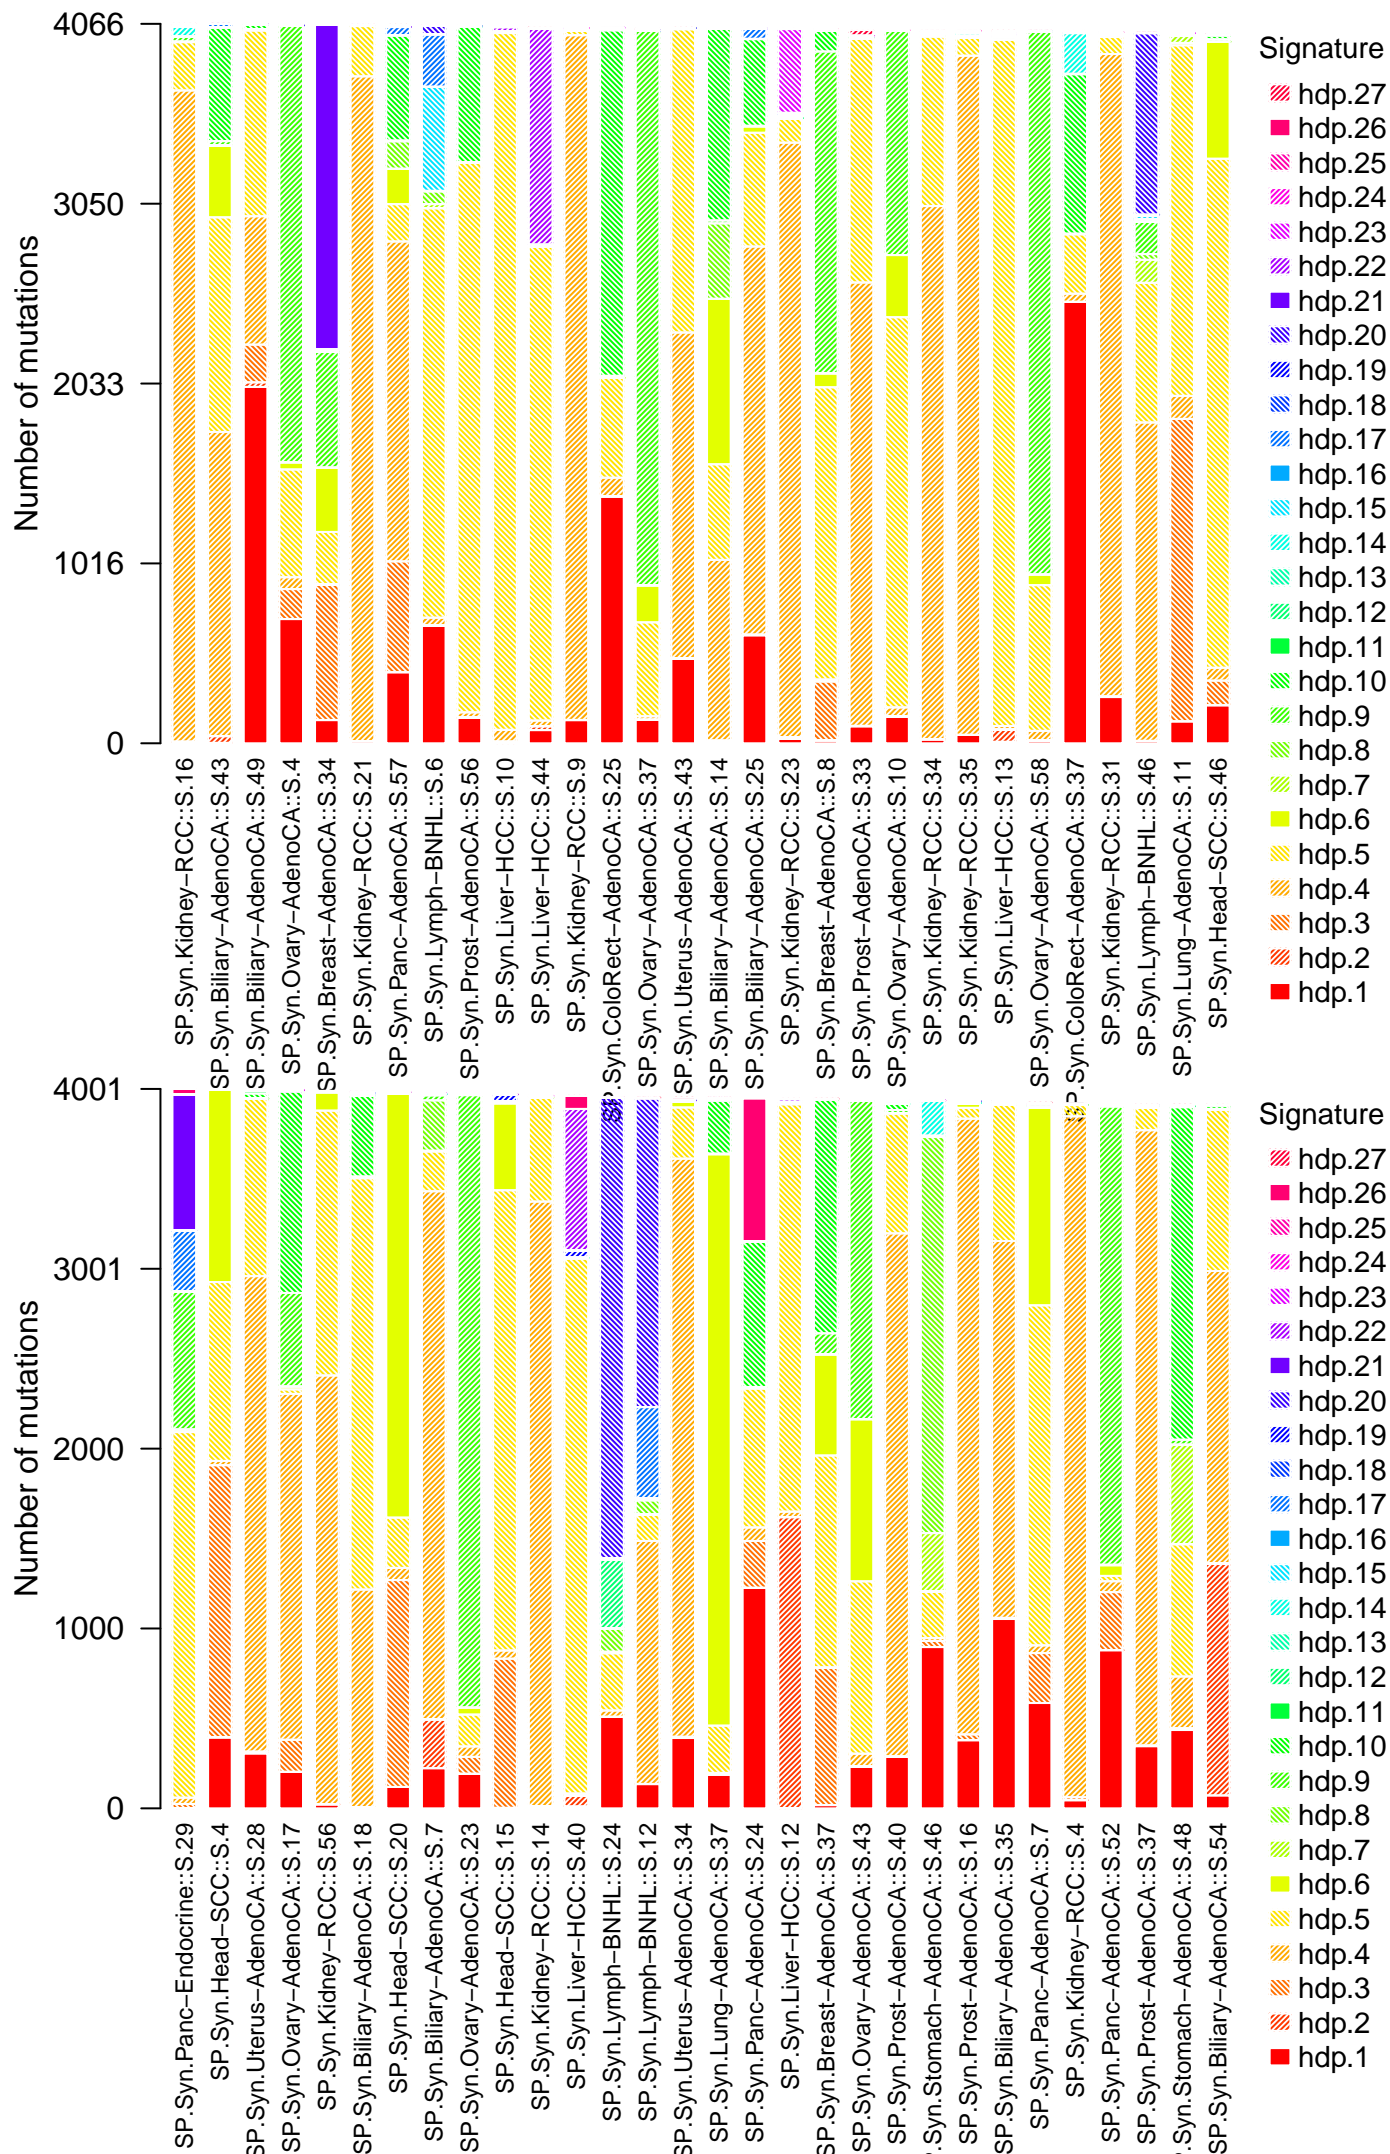 Number of mutations
4066
3050
2033
1016
0
SP.Syn.Kidney−RCC::S.16
SP.Syn.Biliary−AdenoCA::S.43
SP.Syn.Biliary−AdenoCA::S.49
SP.Syn.Ovary−AdenoCA::S.4
SP.Syn.Breast−AdenoCA::S.34
SP.Syn.Kidney−RCC::S.21
SP.Syn.Panc−AdenoCA::S.57
SP.Syn.Lymph−BNHL::S.6
SP.Syn.Prost−AdenoCA::S.56
SP.Syn.Liver−HCC::S.10
SP.Syn.Liver−HCC::S.44
SP.Syn.Kidney−RCC::S.9
SP.Syn.ColoRect−AdenoCA::S.25
SP.Syn.Ovary−AdenoCA::S.37
SP.Syn.Uterus−AdenoCA::S.43
SP.Syn.Biliary−AdenoCA::S.14
SP.Syn.Biliary−AdenoCA::S.25
SP.Syn.Kidney−RCC::S.23
SP.Syn.Breast−AdenoCA::S.8
SP.Syn.Prost−AdenoCA::S.33
SP.Syn.Ovary−AdenoCA::S.10
SP.Syn.Kidney−RCC::S.34
SP.Syn.Kidney−RCC::S.35
SP.Syn.Liver−HCC::S.13
SP.Syn.Ovary−AdenoCA::S.58
SP.Syn.ColoRect−AdenoCA::S.37
SP.Syn.Kidney−RCC::S.31
SP.Syn.Lymph−BNHL::S.46
SP.Syn.Lung−AdenoCA::S.11
SP.Syn.Head−SCC::S.46
Signature
hdp.27
hdp.26
hdp.25
hdp.24
hdp.23
hdp.22
hdp.21
hdp.20
hdp.19
hdp.18
hdp.17
hdp.16
hdp.15
hdp.14
hdp.13
hdp.12
hdp.11
hdp.10
hdp.9
hdp.8
hdp.7
hdp.6
hdp.5
hdp.4
hdp.3
hdp.2
hdp.1
Number of mutations
4001
3001
2000
1000
0
SP.Syn.Panc−Endocrine::S.29
SP.Syn.Head−SCC::S.4
SP.Syn.Uterus−AdenoCA::S.28
SP.Syn.Ovary−AdenoCA::S.17
SP.Syn.Kidney−RCC::S.56
SP.Syn.Biliary−AdenoCA::S.18
SP.Syn.Head−SCC::S.20
SP.Syn.Biliary−AdenoCA::S.7
SP.Syn.Ovary−AdenoCA::S.23
SP.Syn.Head−SCC::S.15
SP.Syn.Kidney−RCC::S.14
SP.Syn.Liver−HCC::S.40
SP.Syn.Lymph−BNHL::S.24
SP.Syn.Lymph−BNHL::S.12
SP.Syn.Uterus−AdenoCA::S.34
SP.Syn.Lung−AdenoCA::S.37
SP.Syn.Panc−AdenoCA::S.24
SP.Syn.Liver−HCC::S.12
SP.Syn.Breast−AdenoCA::S.37
SP.Syn.Ovary−AdenoCA::S.43
SP.Syn.Prost−AdenoCA::S.40
.Syn.Stomach−AdenoCA::S.46
SP.Syn.Prost−AdenoCA::S.16
SP.Syn.Biliary−AdenoCA::S.35
SP.Syn.Panc−AdenoCA::S.7
SP.Syn.Kidney−RCC::S.4
SP.Syn.Panc−AdenoCA::S.52
SP.Syn.Prost−AdenoCA::S.37
.Syn.Stomach−AdenoCA::S.48
SP.Syn.Biliary−AdenoCA::S.54
Signature
hdp.27
hdp.26
hdp.25
hdp.24
hdp.23
hdp.22
hdp.21
hdp.20
hdp.19
hdp.18
hdp.17
hdp.16
hdp.15
hdp.14
hdp.13
hdp.12
hdp.11
hdp.10
hdp.9
hdp.8
hdp.7
hdp.6
hdp.5
hdp.4
hdp.3
hdp.2
hdp.1